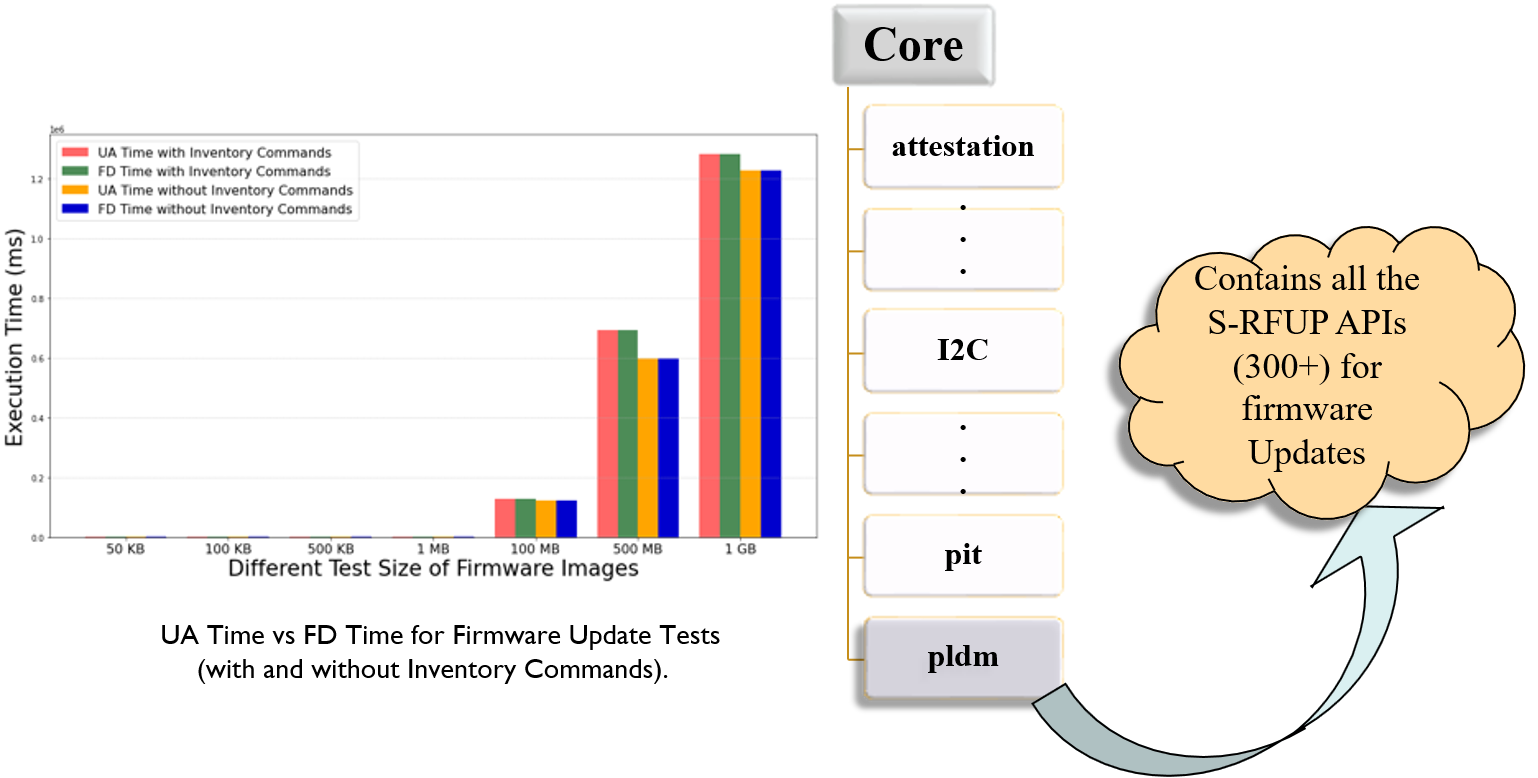 1e6
UA Time with Inventory Commands
FD Time with Inventory Commands
UA Time without Inventory Commands
FD Time without Inventory Commands
1.2
1.0
0.8
0.6
0.4
0.2
0.0
Execution Time (ms)
50 KB 100 KB 500 KB 1 MB 100 MB 500 MB 1 GB
Different Test Size of Firmware Images
UA Time vs FD Time for Firmware Update Tests
(with and without Inventory Commands).
Core
attestation
.
.
.
I2C
.
.
.
pit
pldm
Contains all the
S-RFUP APIs
(300+) for
firmware
Updates